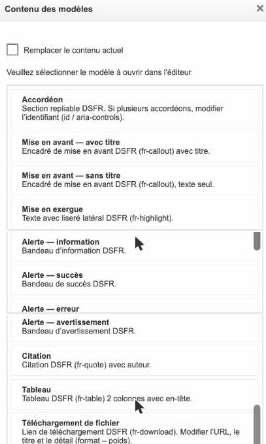 Contenu des modèles
Remplacer le contenu actuel
Veuillez sélectionner le modèle à ouvrir dans l'éditeur
Accordéon
Section repliable DSFR. Si plusieurs accordéons, modifier
l'identifiant (id / aria-controls).
Mise en avant — avec titre
Encadré de mise en avant DSFR (fr-callout) avec titre.
Mise en avant — sans titre
Encadré de mise en avant DSFR (fr-callout), texte seul.
Mise en exergue
Texte avec liseré latéral DSFR (fr-highlight).
Alerte — information
Bandeau d'information DSFR.
Alerte — succès
Bandeau de succès DSFR.
Alerte — erreur
Alerte — avertissement
Bandeau d'avertissement DSFR.
Citation
Citation DSFR (fr-quote) avec auteur.
Tableau
Tableau DSFR (fr-table) 2 colonnes avec en-tête.
Téléchargement de fichier
Lien de téléchargement DSFR (fr-download). Modifier l'URL, le
titre et le détail (format – poids).